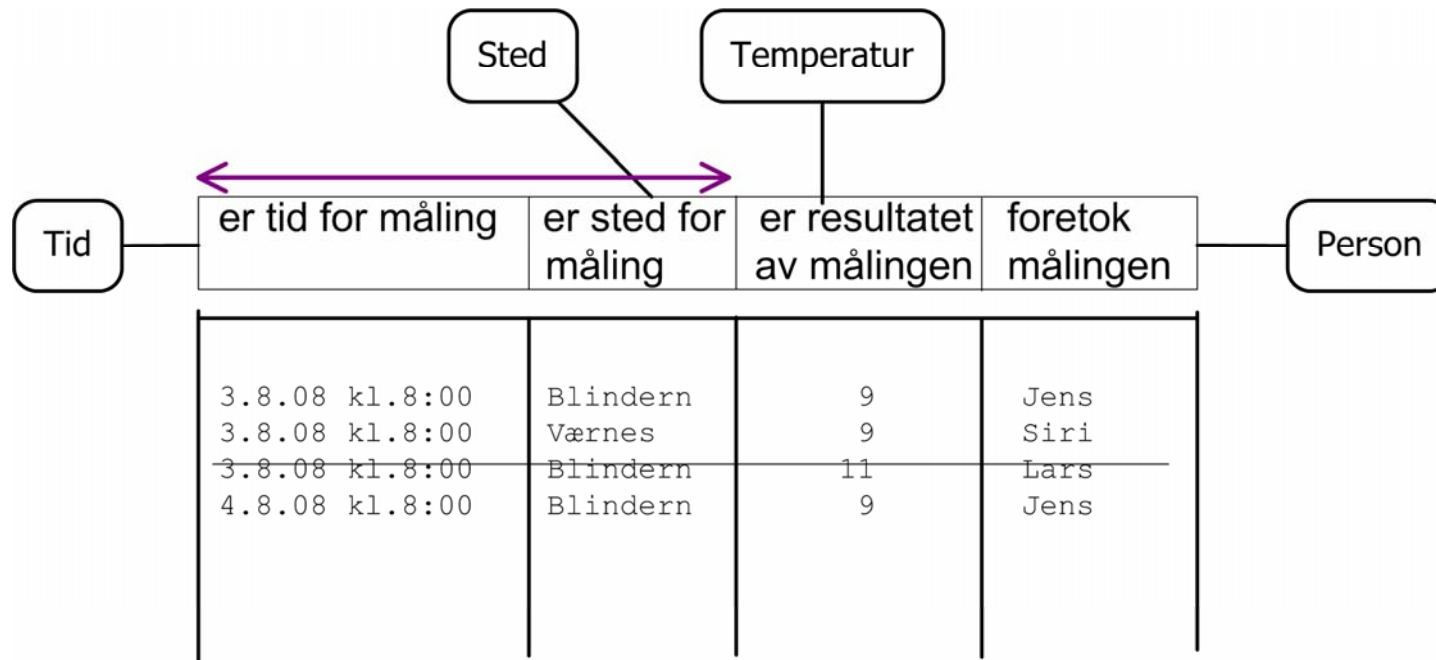 Sted
Temperatur
Tid
er tid for måling
er sted for
måling
er resultatet
av målingen
foretok
målingen
Person
3.8.08 kl.8:00 Blindern 9 Jens
3.8.08 kl.8:00 Værnes 9 Siri
3.8.08 kl.8:00 Blindern 11 Lars
4.8.08 kl.8:00 Blindern 9 Jens